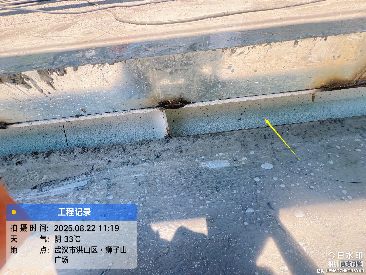 工程记录
拍摄时间：2025.08.22 11:19
天　　气：阴 33℃
地　　点：武汉市洪山区·狮子山
广场